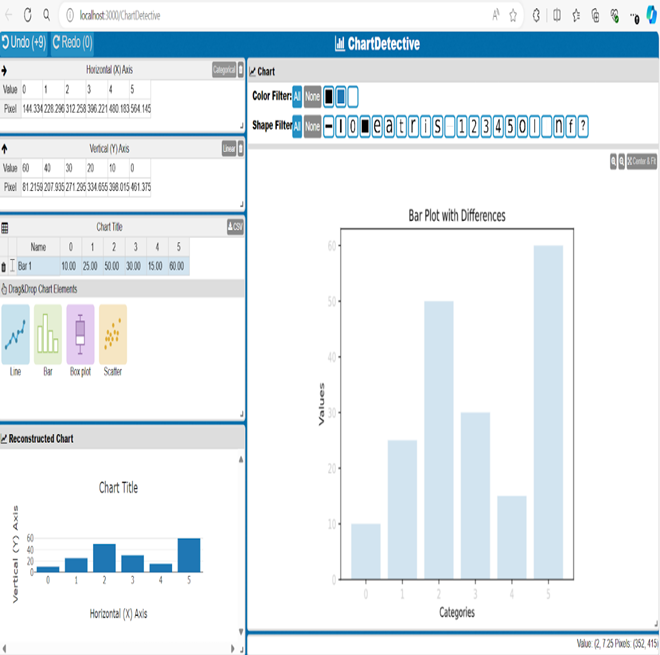 localhost:3000/ChartDetective
Undo (+9) Redo (0)
ChartDetective
Horizontal (X) Axis Categorical
Value 0 1 2 3 4 5
Pixel 144.334 228.296 312.258 396.221 480.183 564.145
Vertical (Y) Axis Linear
Value 60 40 30 20 10 0
Pixel 81.2159 207.935 271.295 334.655 398.015 461.375
Chart Title CSV
Name 0 1 2 3 4 5
Bar 1 10.00 25.00 50.00 30.00 15.00 60.00
Drag&Drop Chart Elements
Line Bar Box plot Scatter
Reconstructed Chart
Chart Title
Vertical (Y) Axis
60
40
20
0
0 1 2 3 4 5
Horizontal (X) Axis
Chart
Color Filter: All None
Shape Filter All None
e a t r i s 1 2 3 4 5 0 l n f ?
Center & Fit
Bar Plot with Differences
Values
60
50
40
30
20
10
0
0 1 2 3 4 5
Categories
Value: (2, 7.25 Pixels: (352, 415)